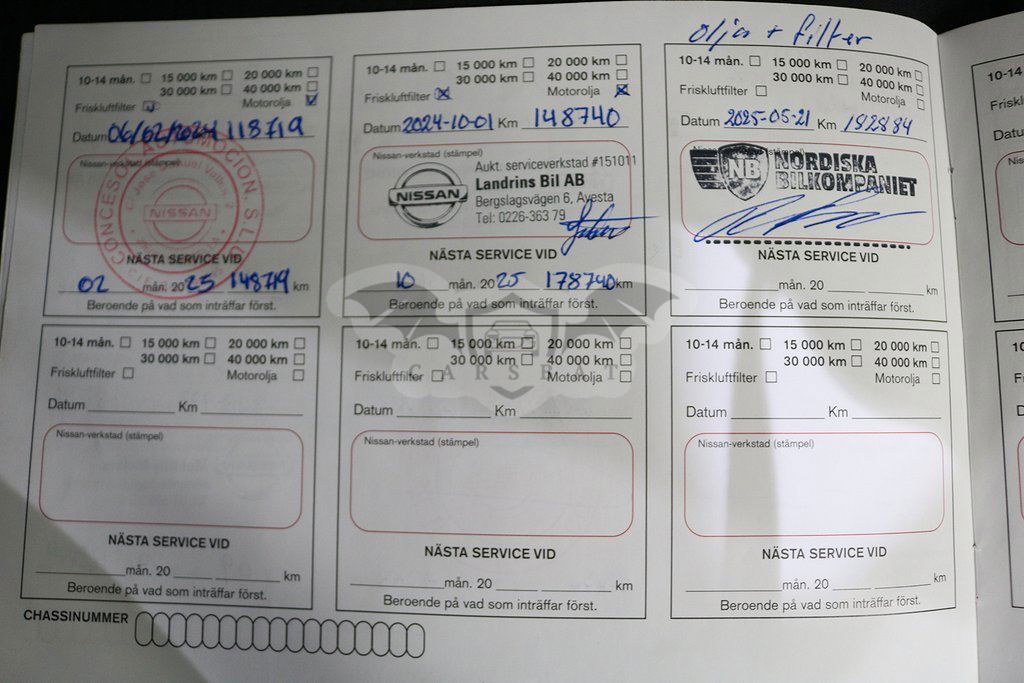 olja + filter
10-14 mån. 15 000 km 20 000 km
30 000 km 40 000 km
Friskluftfilter Motorolja
Datum 06/02/2024 118719
Nissan-verkstad (stämpel)
NISSAN
NÄSTA SERVICE VID
02 mån. 2025 148719 km
Beroende på vad som inträffar först.
10-14 mån. 15 000 km 20 000 km
30 000 km 40 000 km
Friskluftfilter Motorolja
Datum 2024-10-01 Km 148740
Nissan-verkstad (stämpel)
Aukt. serviceverkstad #151011
NISSAN
Landrins Bil AB
Bergslagsvägen 6, Avesta
Tel: 0226-363 79
NÄSTA SERVICE VID
10 mån. 2025 178740 km
Beroende på vad som inträffar först.
10-14 mån. 15 000 km 20 000 km
30 000 km 40 000 km
Friskluftfilter Motorolja
Datum 2025-05-21 Km 182884
(stämpel)
NB NORDISKA
BILKOMPANIET
NÄSTA SERVICE VID
mån. 20 km
Beroende på vad som inträffar först.
10-14 mån. 15 000 km 20 000 km
30 000 km 40 000 km
Friskluftfilter Motorolja
Datum Km
Nissan-verkstad (stämpel)
NÄSTA SERVICE VID
mån. 20 km
Beroende på vad som inträffar först.
10-14 mån. 15 000 km 20 000 km
30 000 km 40 000 km
Friskluftfilter Motorolja
CARSBAT
Datum Km
Nissan-verkstad (stämpel)
NÄSTA SERVICE VID
mån. 20 km
Beroende på vad som inträffar först.
10-14 mån. 15 000 km 20 000 km
30 000 km 40 000 km
Friskluftfilter Motorolja
Datum Km
Nissan-verkstad (stämpel)
NÄSTA SERVICE VID
mån. 20 km
Beroende på vad som inträffar först.
CHASSINUMMER